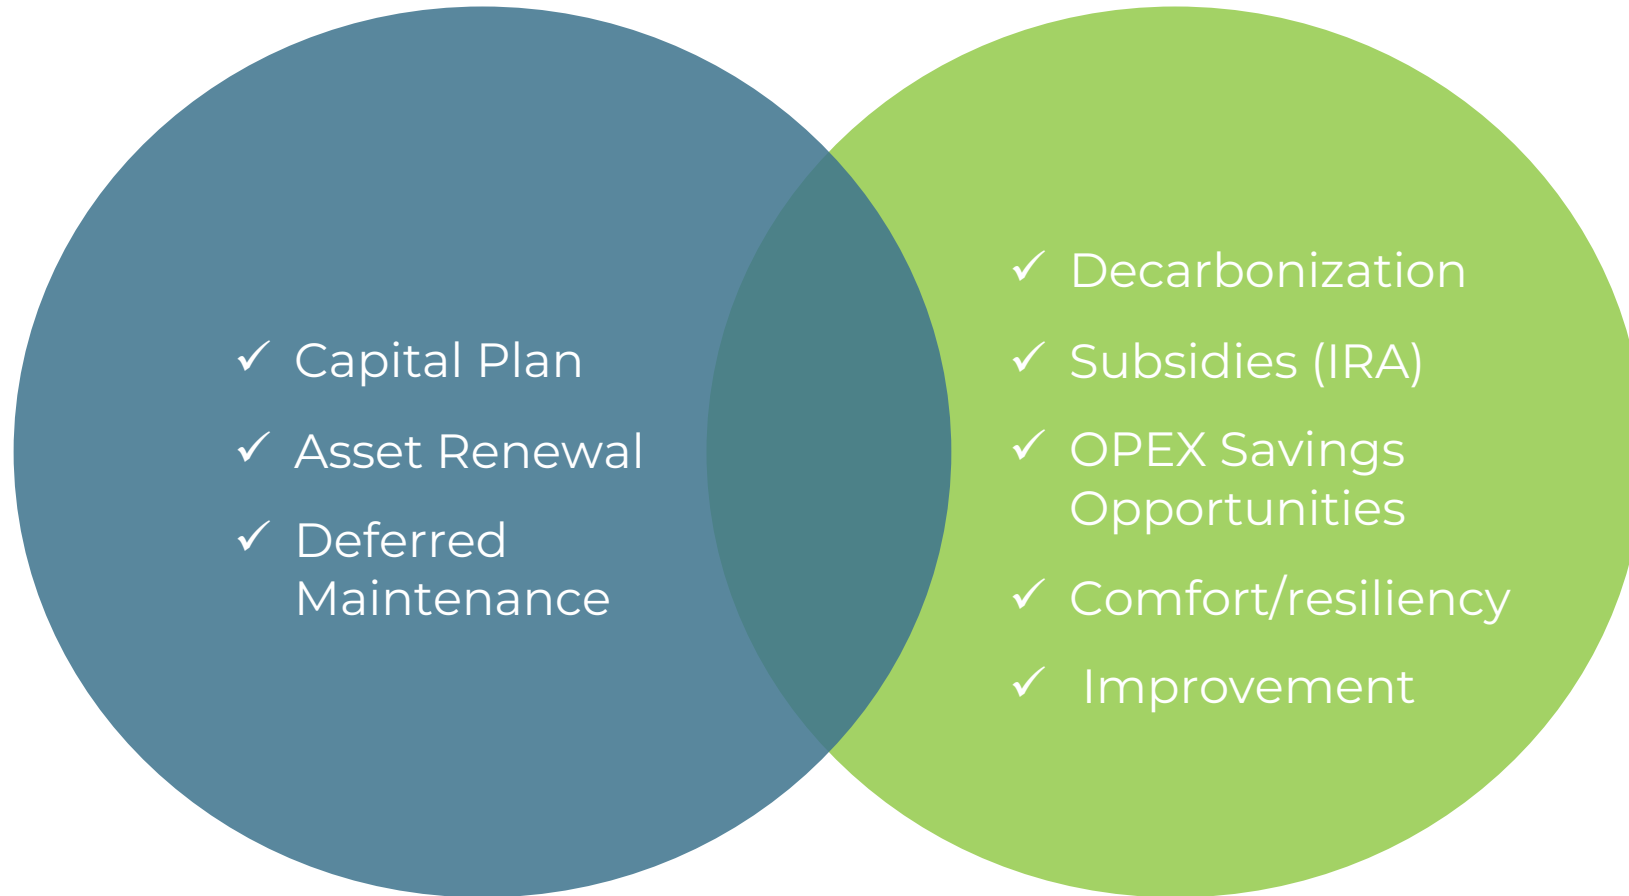 ✓ Capital Plan
✓ Asset Renewal
✓ Deferred
Maintenance
✓ Decarbonization
✓ Subsidies (IRA)
✓ OPEX Savings
Opportunities
✓ Comfort/resiliency
✓ Improvement